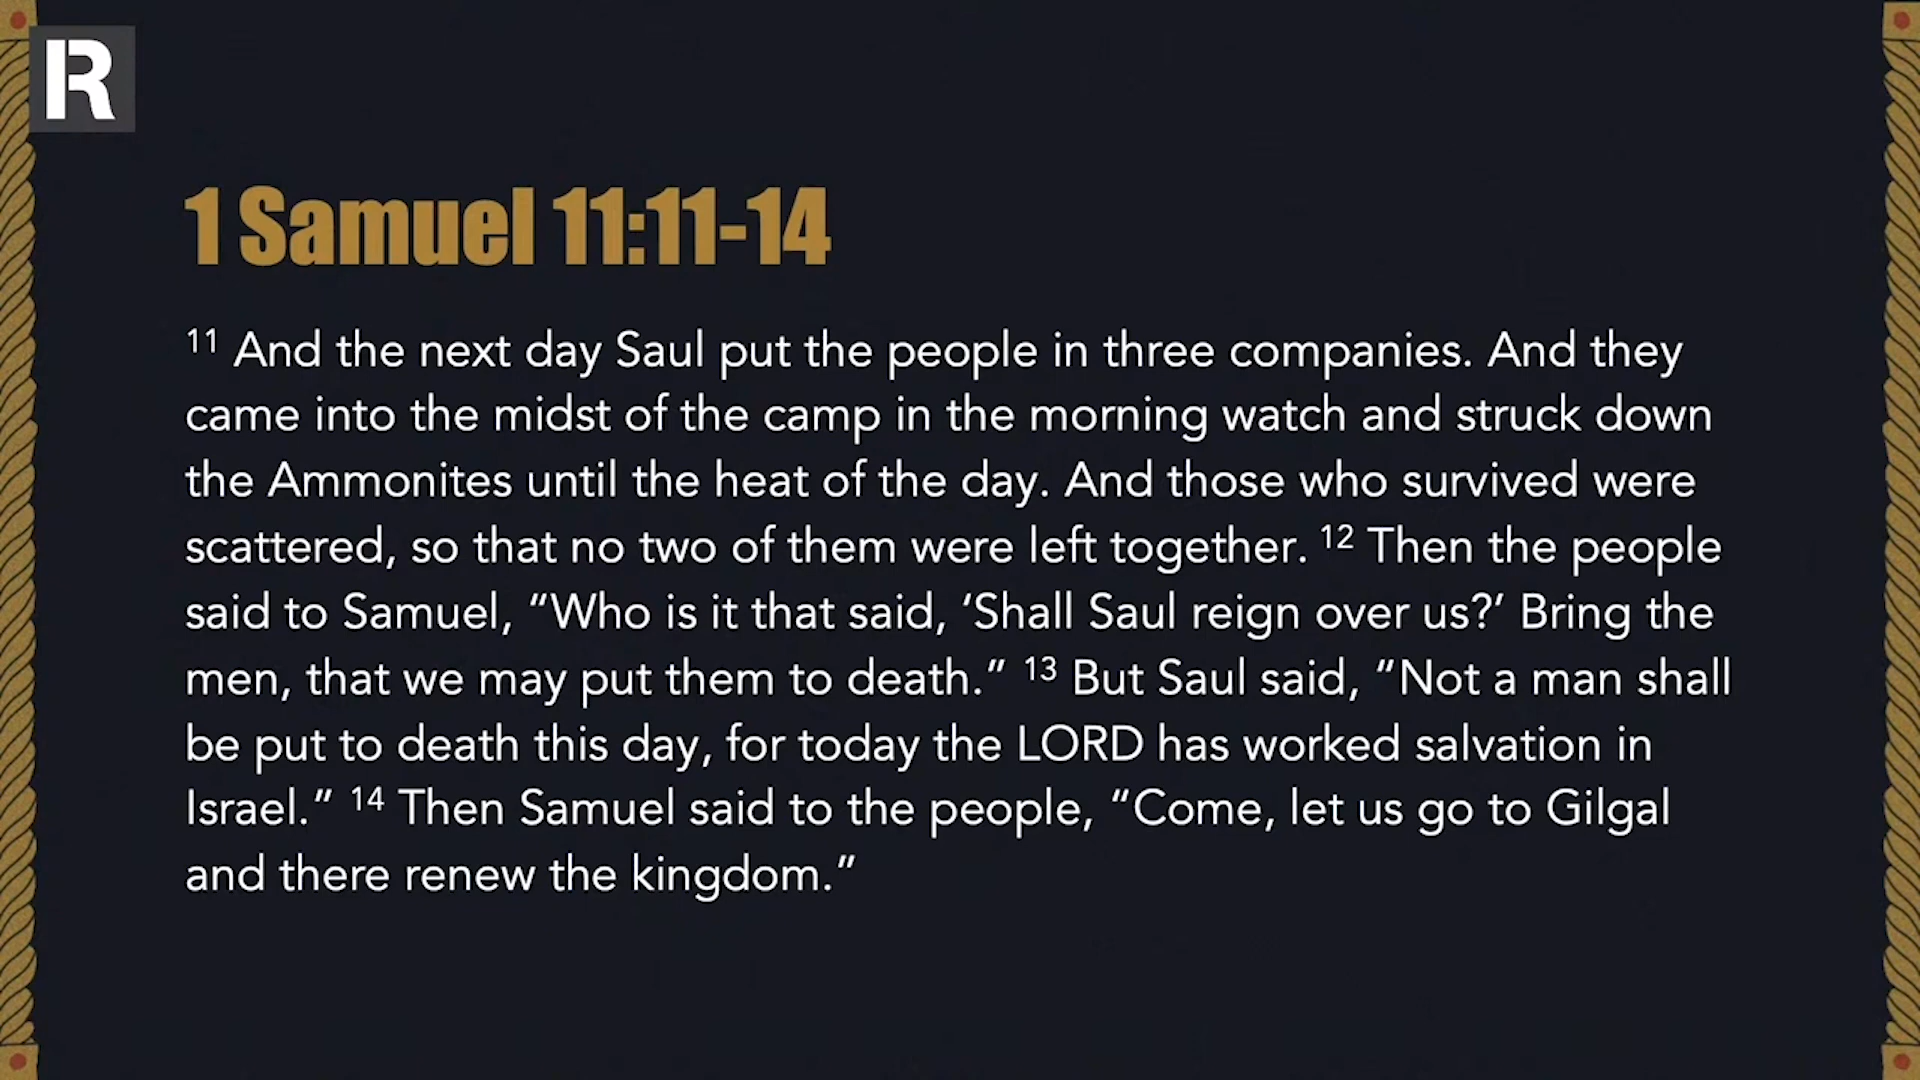 R
1 Samuel 11:11-14
11 And the next day Saul put the people in three companies. And they
came into the midst of the camp in the morning watch and struck down
the Ammonites until the heat of the day. And those who survived were
scattered, so that no two of them were left together. 12 Then the people
said to Samuel, “Who is it that said, ‘Shall Saul reign over us?’ Bring the
men, that we may put them to death.” 13 But Saul said, “Not a man shall
be put to death this day, for today the LORD has worked salvation in
Israel.” 14 Then Samuel said to the people, “Come, let us go to Gilgal
and there renew the kingdom.”